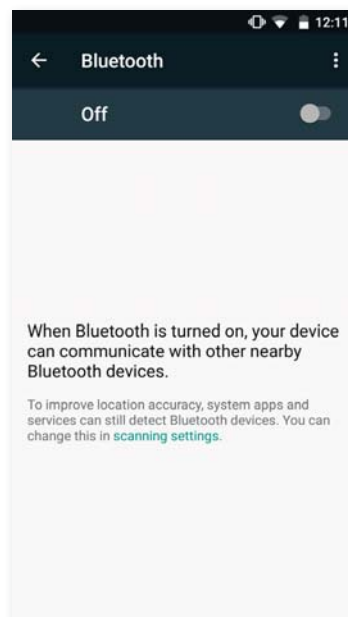 12:11
Bluetooth
Off
When Bluetooth is turned on, your device
can communicate with other nearby
Bluetooth devices.
To improve location accuracy, system apps and
services can still detect Bluetooth devices. You can
change this in scanning settings.